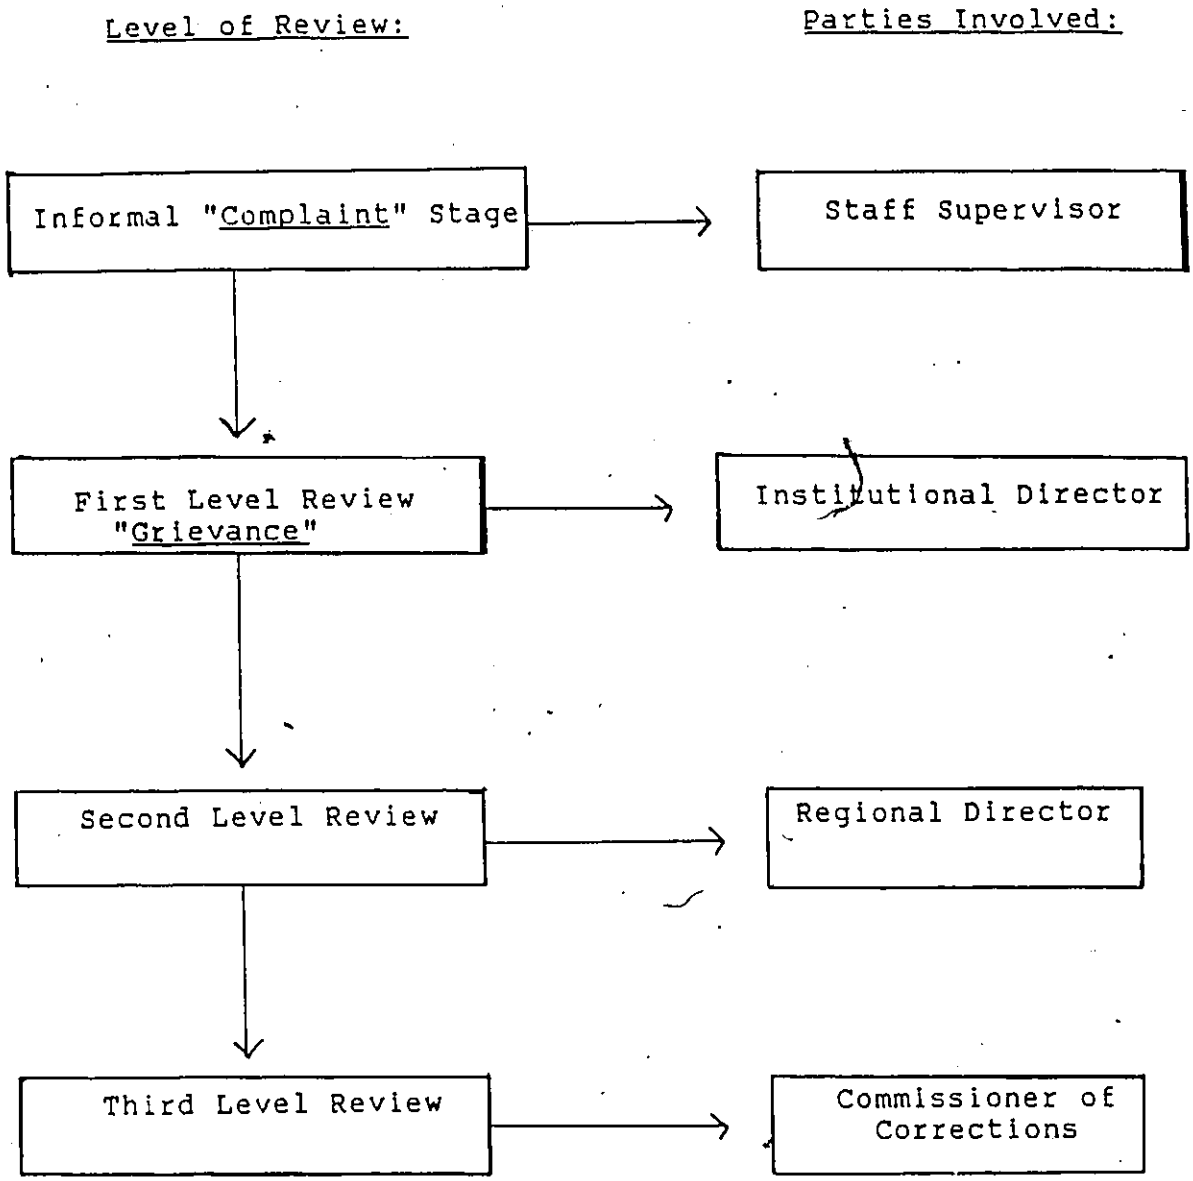 Level of Review:
Parties Involved:
Informal "Complaint" Stage
Staff Supervisor
First Level Review
"Grievance"
Institutional Director
Second Level Review
Regional Director
Third Level Review
Commissioner of
Corrections